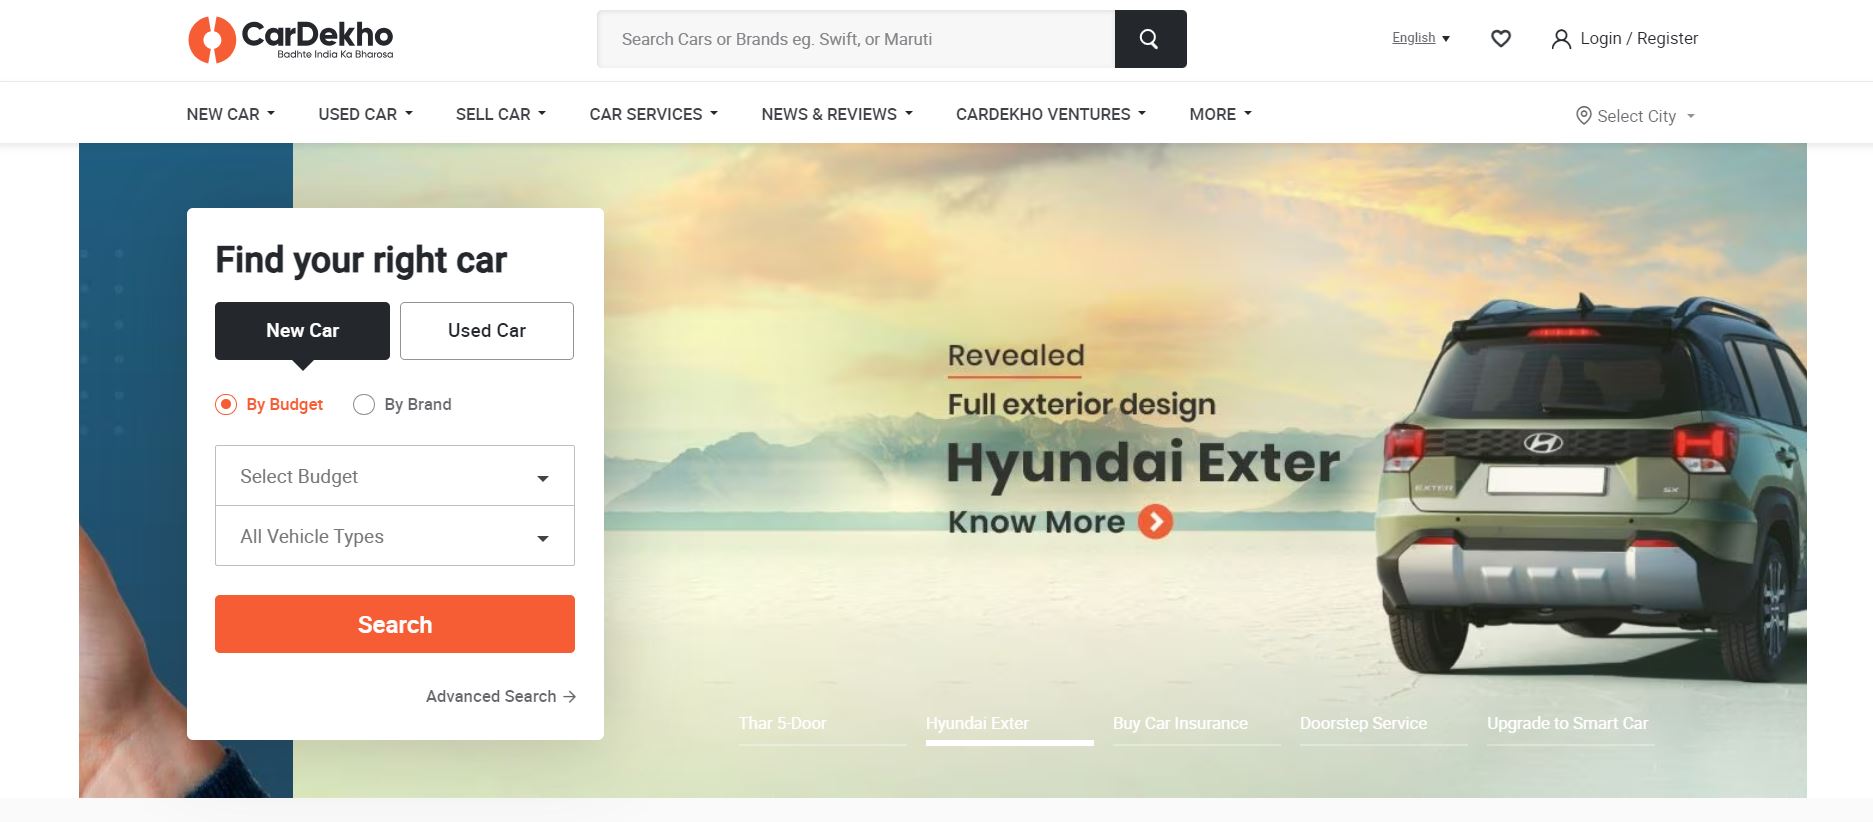 CarDekho
Badhte India Ka Bharosa
Search Cars or Brands eg. Swift, or Maruti
English
Login / Register
NEW CAR
USED CAR
SELL CAR
CAR SERVICES
NEWS & REVIEWS
CARDEKHO VENTURES
MORE
Select City
Find your right car
New Car
Used Car
By Budget
By Brand
Select Budget
All Vehicle Types
Search
Advanced Search
Revealed
Full exterior design
Hyundai Exter
Know More
EXTER
SX
Thar 5-Door
Hyundai Exter
Buy Car Insurance
Doorstep Service
Upgrade to Smart Car